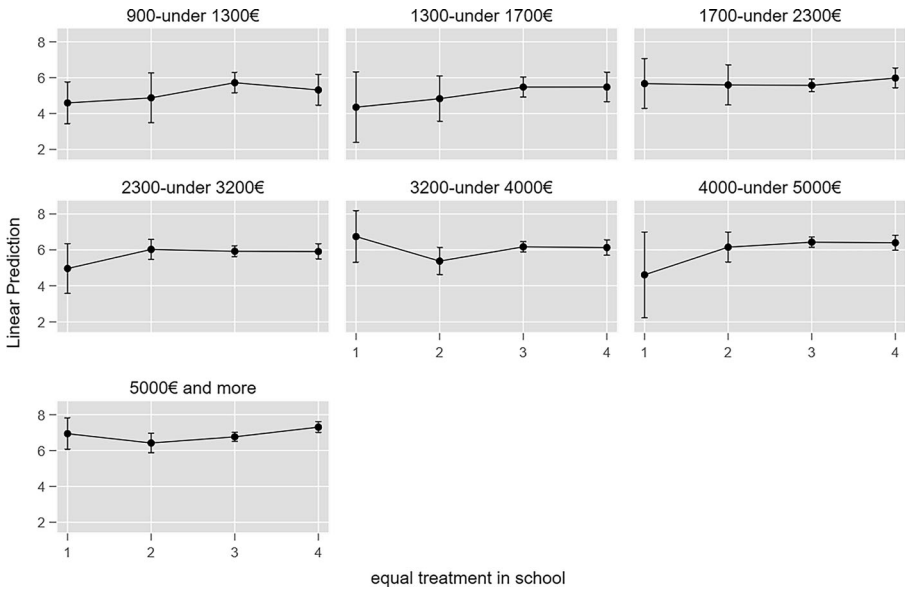 900-under 1300€
1300-under 1700€
1700-under 2300€
8
6
4
2
2300-under 3200€
3200-under 4000€
4000-under 5000€
8
6
4
2
1 2 3 4
1 2 3 4
5000€ and more
8
6
4
2
1 2 3 4
Linear Prediction
equal treatment in school